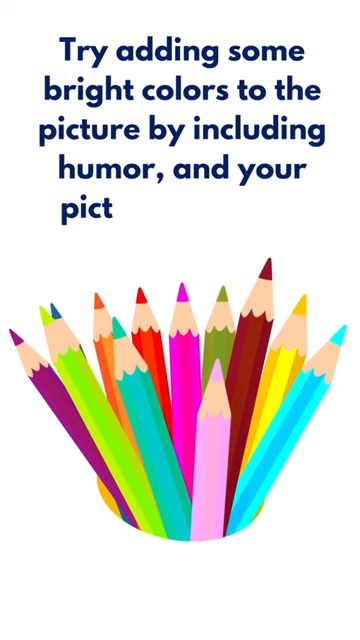 Try adding some
bright colors to the
picture by including
humor, and your
pict